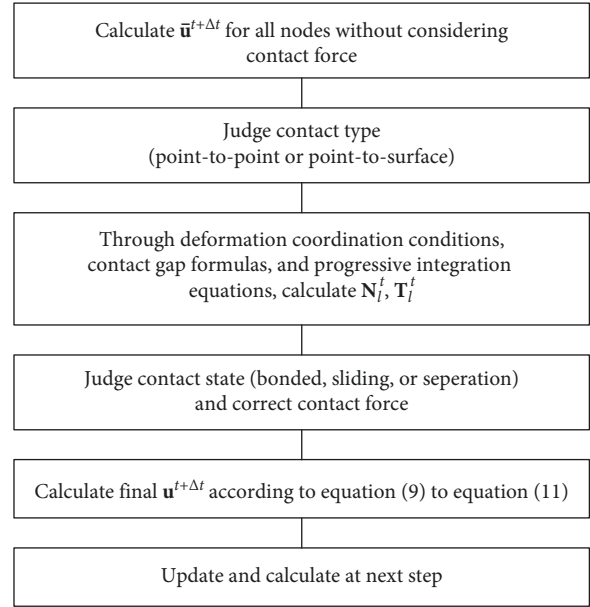 Calculate ū^{t+Δt} for all nodes without considering
contact force
Judge contact type
(point-to-point or point-to-surface)
Through deformation coordination conditions,
contact gap formulas, and progressive integration
equations, calculate N_l^t, T_l^t
Judge contact state (bonded, sliding, or seperation)
and correct contact force
Calculate final u^{t+Δt} according to equation (9) to equation (11)
Update and calculate at next step